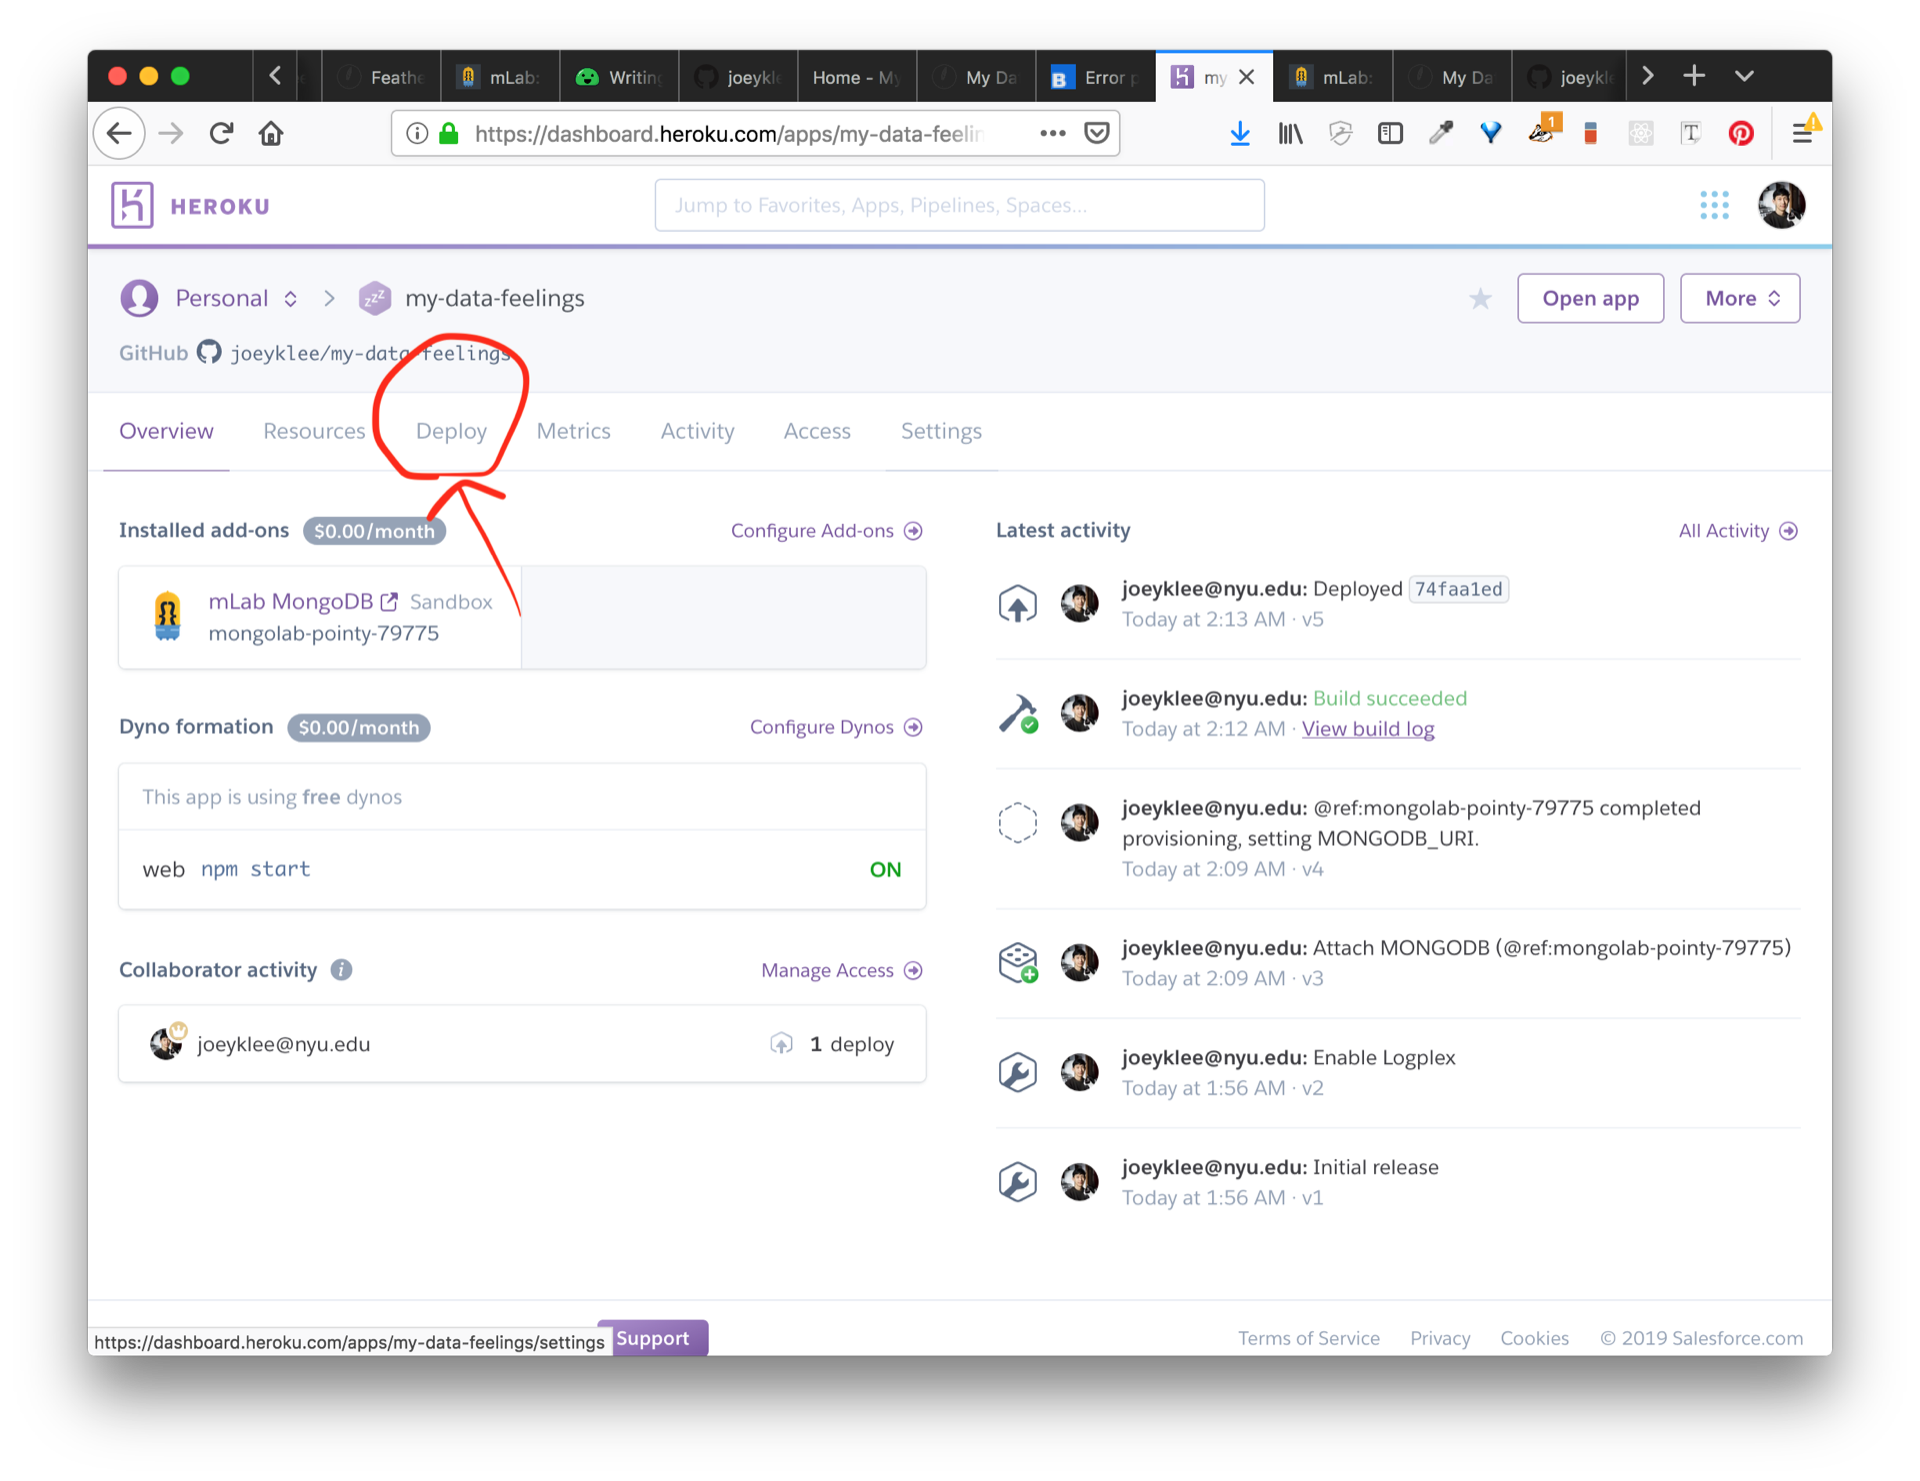 Feathe
mLab:
Writing
joeykle
Home - My
My Da
Error p
my
mLab:
My Da
joeykle
https://dashboard.heroku.com/apps/my-data-feelin
1
HEROKU
Jump to Favorites, Apps, Pipelines, Spaces...
Personal
my-data-feelings
Open app
More
GitHub joeyklee/my-data-feelings
Overview Resources Deploy Metrics Activity Access Settings
Installed add-ons $0.00/month Configure Add-ons
mLab MongoDB Sandbox
mongolab-pointy-79775
Dyno formation $0.00/month Configure Dynos
This app is using free dynos
web npm start ON
Collaborator activity Manage Access
joeyklee@nyu.edu 1 deploy
Latest activity All Activity
joeyklee@nyu.edu: Deployed 74faa1ed
Today at 2:13 AM · v5
joeyklee@nyu.edu: Build succeeded
Today at 2:12 AM · View build log
joeyklee@nyu.edu: @ref:mongolab-pointy-79775 completed
provisioning, setting MONGODB_URI.
Today at 2:09 AM · v4
joeyklee@nyu.edu: Attach MONGODB (@ref:mongolab-pointy-79775)
Today at 2:09 AM · v3
joeyklee@nyu.edu: Enable Logplex
Today at 1:56 AM · v2
joeyklee@nyu.edu: Initial release
Today at 1:56 AM · v1
https://dashboard.heroku.com/apps/my-data-feelings/settings
Support
Terms of Service Privacy Cookies © 2019 Salesforce.com